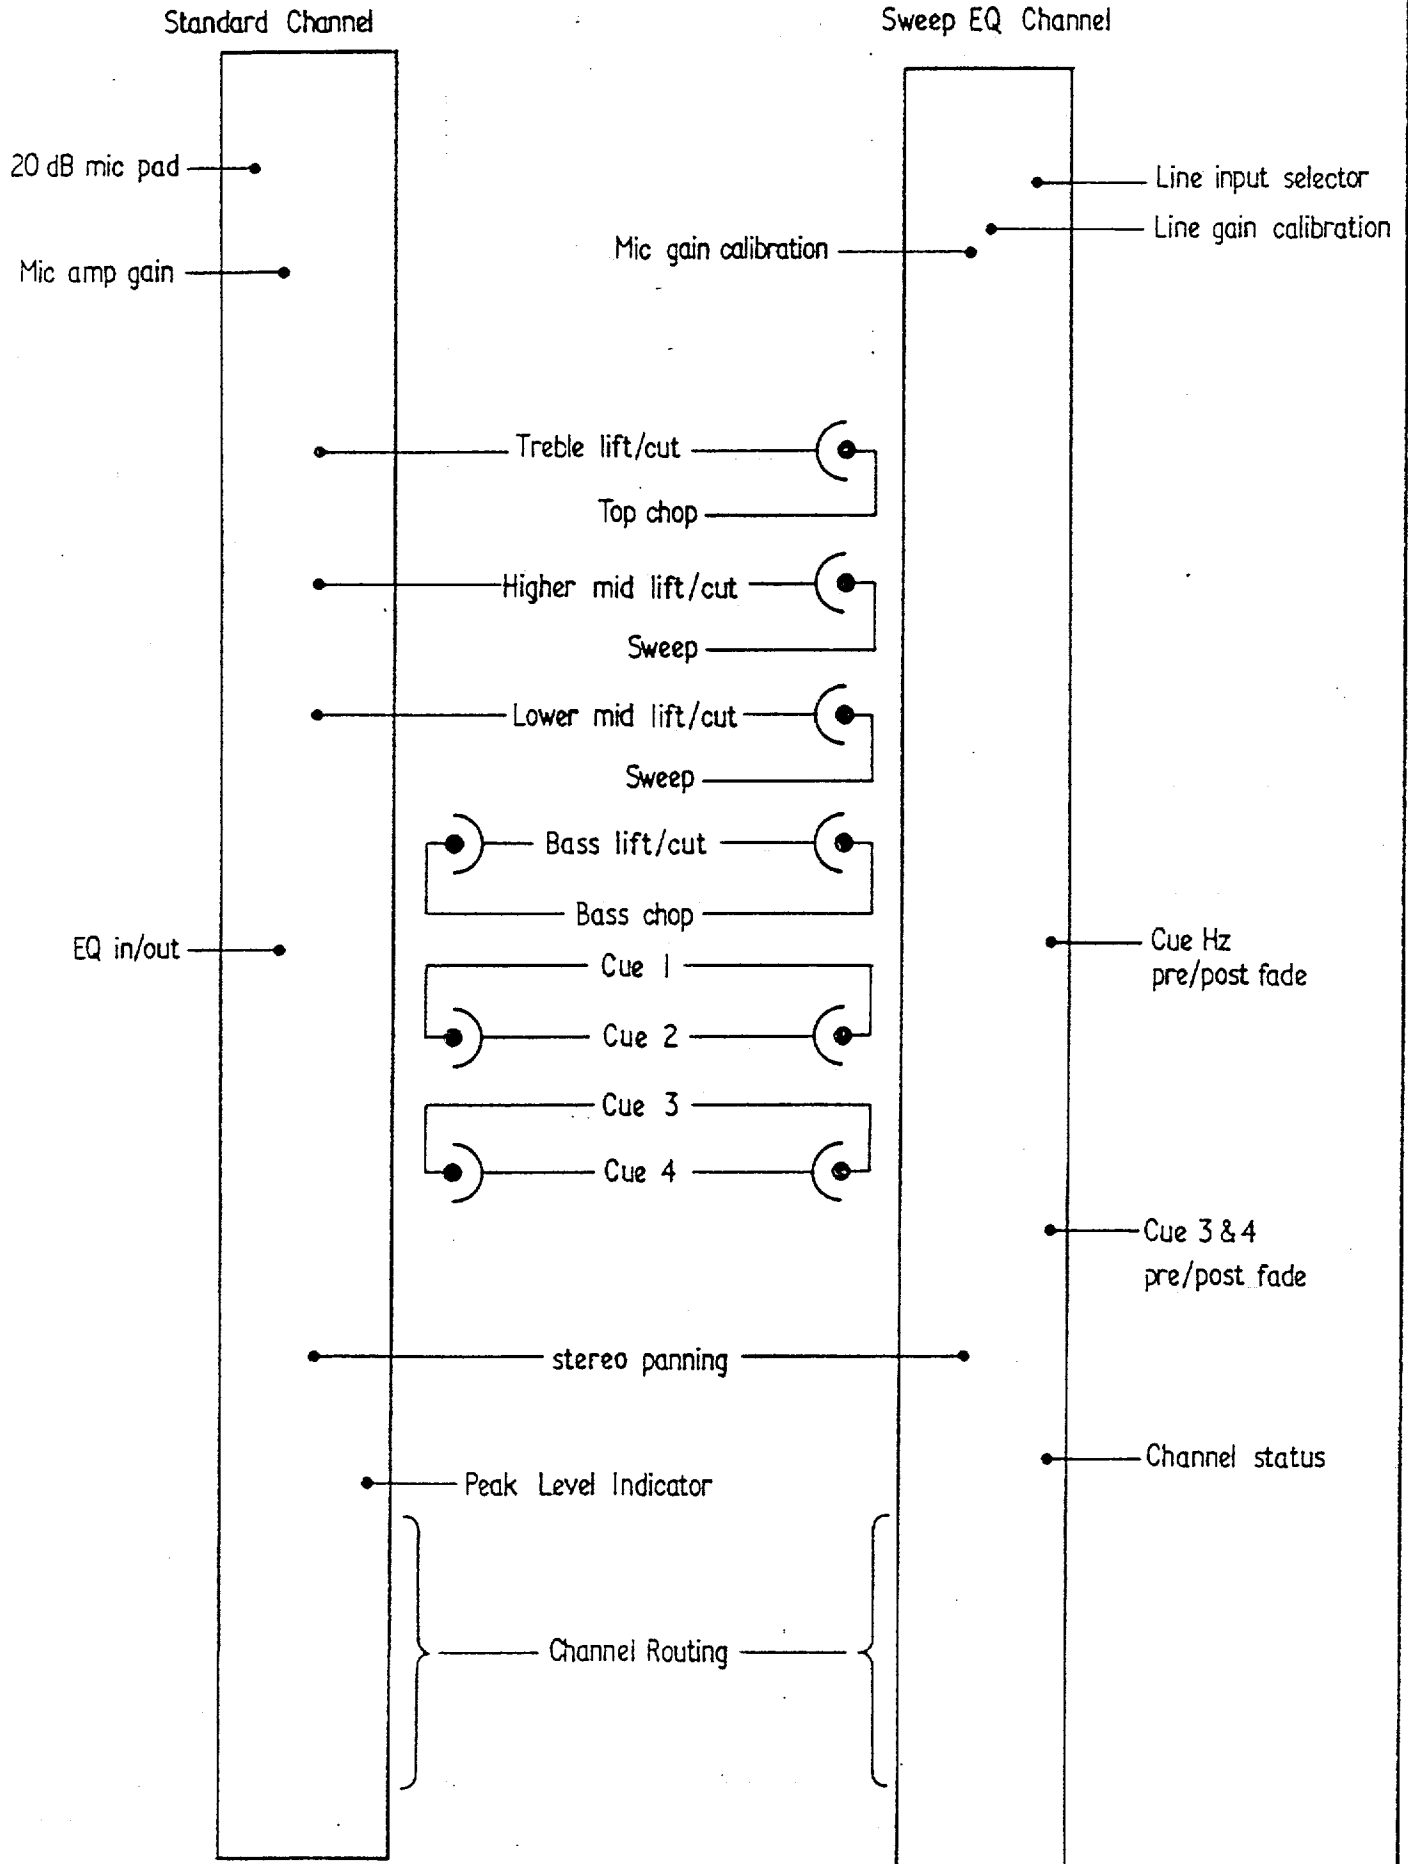 Standard Channel
Sweep EQ Channel
20 dB mic pad
Line input selector
Line gain calibration
Mic gain calibration
Mic amp gain
Treble lift/cut
Top chop
Higher mid lift/cut
Sweep
Lower mid lift/cut
Sweep
Bass lift/cut
Bass chop
EQ in/out
Cue Hz
pre/post fade
Cue 1
Cue 2
Cue 3
Cue 4
Cue 3 & 4
pre/post fade
stereo panning
Channel status
Peak Level Indicator
Channel Routing